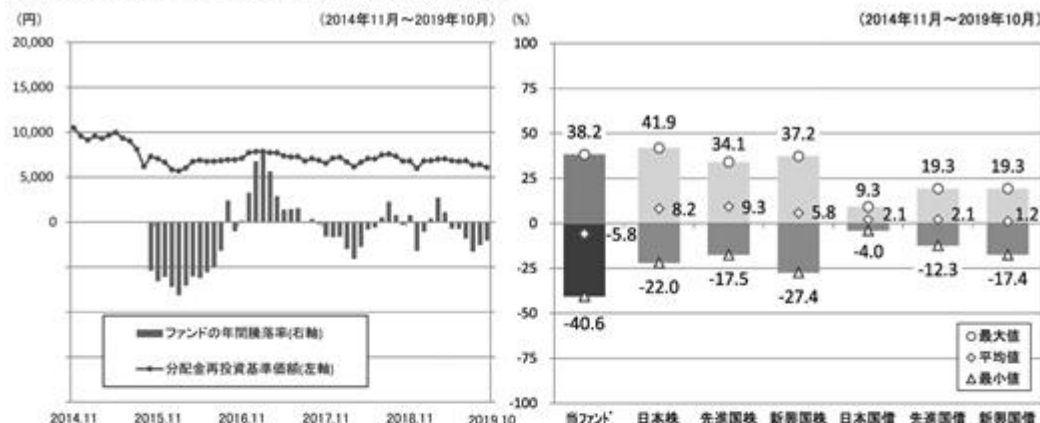 (円)
(2014年11月～2019年10月)
20,000
15,000
10,000
5,000
0
ファンドの年間騰落率(右軸)
分配金再投資基準価額(左軸)
2014.11
2015.11
2016.11
2017.11
2018.11
2019.10
(%)
(2014年11月～2019年10月)
100
75
50
25
0
-25
-50
-75
-100
38.2
41.9
34.1
37.2
9.3
19.3
19.3
-5.8
8.2
9.3
5.8
2.1
2.1
1.2
-40.6
-22.0
-17.5
-27.4
-4.0
-12.3
-17.4
最大値
平均値
最小値
当ファンド
日本株
先進国株
新興国株
日本国債
先進国債
新興国債